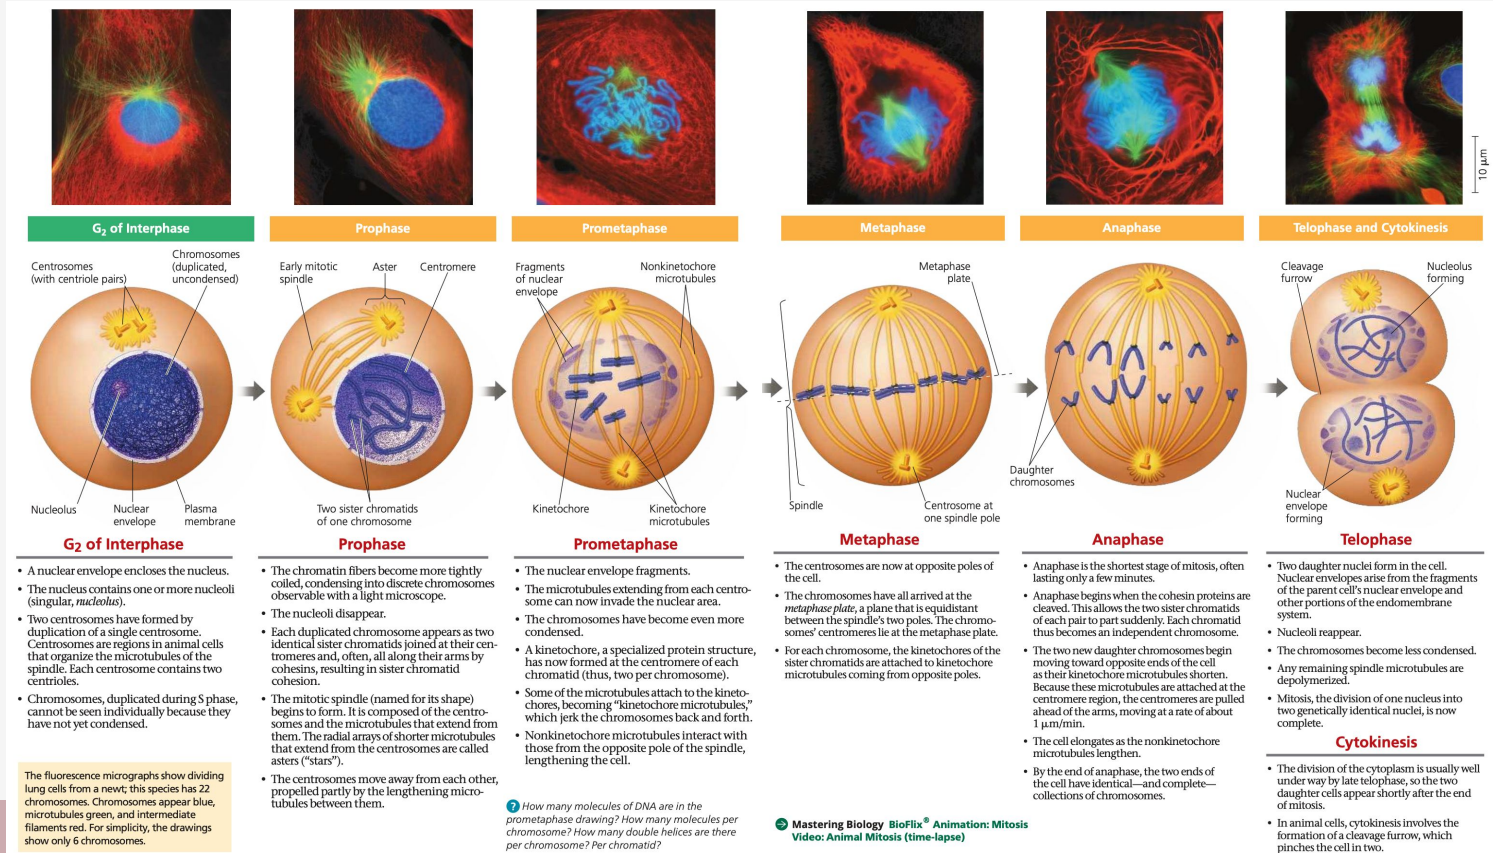 10 µm
G₂ of Interphase
Prophase
Prometaphase
Metaphase
Anaphase
Telophase and Cytokinesis
Centrosomes
(with centriole pairs)
Chromosomes
(duplicated,
uncondensed)
Nucleolus
Nuclear
envelope
Plasma
membrane
Early mitotic
spindle
Aster
Centromere
Two sister chromatids
of one chromosome
Fragments
of nuclear
envelope
Nonkinetochore
microtubules
Kinetochore
Kinetochore
microtubules
Metaphase
plate
Spindle
Centrosome at
one spindle pole
Daughter
chromosomes
Cleavage
furrow
Nucleolus
forming
Nuclear
envelope
forming
G₂ of Interphase
• A nuclear envelope encloses the nucleus.
• The nucleus contains one or more nucleoli
(singular, nucleolus).
• Two centrosomes have formed by
duplication of a single centrosome.
Centrosomes are regions in animal cells
that organize the microtubules of the
spindle. Each centrosome contains two
centrioles.
• Chromosomes, duplicated during S phase,
cannot be seen individually because they
have not yet condensed.
The fluorescence micrographs show dividing
lung cells from a newt; this species has 22
chromosomes. Chromosomes appear blue,
microtubules green, and intermediate
filaments red. For simplicity, the drawings
show only 6 chromosomes.
Prophase
• The chromatin fibers become more tightly
coiled, condensing into discrete chromosomes
observable with a light microscope.
• The nucleoli disappear.
• Each duplicated chromosome appears as two
identical sister chromatids joined at their cen-
tromeres and, often, all along their arms by
cohesins, resulting in sister chromatid
cohesion.
• The mitotic spindle (named for its shape)
begins to form. It is composed of the centro-
somes and the microtubules that extend from
them. The radial arrays of shorter microtubules
that extend from the centrosomes are called
asters (“stars”).
• The centrosomes move away from each other,
propelled partly by the lengthening micro-
tubules between them.
Prometaphase
• The nuclear envelope fragments.
• The microtubules extending from each centro-
some can now invade the nuclear area.
• The chromosomes have become even more
condensed.
• A kinetochore, a specialized protein structure,
has now formed at the centromere of each
chromatid (thus, two per chromosome).
• Some of the microtubules attach to the kineto-
chores, becoming “kinetochore microtubules,”
which jerk the chromosomes back and forth.
• Nonkinetochore microtubules interact with
those from the opposite pole of the spindle,
lengthening the cell.
? How many molecules of DNA are in the
prometaphase drawing? How many molecules per
chromosome? How many double helices are there
per chromosome? Per chromatid?
Metaphase
• The centrosomes are now at opposite poles of
the cell.
• The chromosomes have all arrived at the
metaphase plate, a plane that is equidistant
between the spindle’s two poles. The chromo-
somes’ centromeres lie at the metaphase plate.
• For each chromosome, the kinetochores of the
sister chromatids are attached to kinetochore
microtubules coming from opposite poles.
Mastering Biology BioFlix® Animation: Mitosis
Video: Animal Mitosis (time-lapse)
Anaphase
• Anaphase is the shortest stage of mitosis, often
lasting only a few minutes.
• Anaphase begins when the cohesin proteins are
cleaved. This allows the two sister chromatids
of each pair to part suddenly. Each chromatid
thus becomes an independent chromosome.
• The two new daughter chromosomes begin
moving toward opposite ends of the cell
as their kinetochore microtubules shorten.
Because these microtubules are attached at the
centromere region, the centromeres are pulled
ahead of the arms, moving at a rate of about
1 µm/min.
• The cell elongates as the nonkinetochore
microtubules lengthen.
• By the end of anaphase, the two ends of
the cell have identical—and complete—
collections of chromosomes.
Telophase
• Two daughter nuclei form in the cell.
Nuclear envelopes arise from the fragments
of the parent cell’s nuclear envelope and
other portions of the endomembrane
system.
• Nucleoli reappear.
• The chromosomes become less condensed.
• Any remaining spindle microtubules are
depolymerized.
• Mitosis, the division of one nucleus into
two genetically identical nuclei, is now
complete.
Cytokinesis
• The division of the cytoplasm is usually well
under way by late telophase, so the two
daughter cells appear shortly after the end
of mitosis.
• In animal cells, cytokinesis involves the
formation of a cleavage furrow, which
pinches the cell in two.